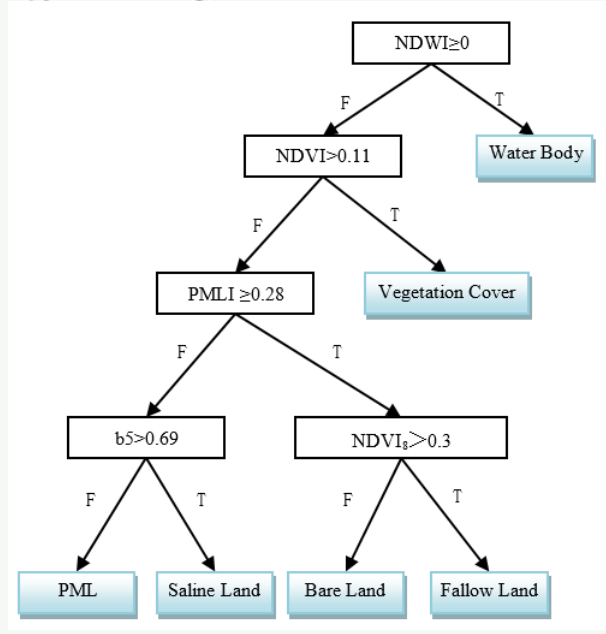 NDWI≥0
F
T
NDVI>0.11
Water Body
F
T
PMLI ≥0.28
Vegetation Cover
F
T
b5>0.69
NDVI₈>0.3
F
T
F
T
PML
Saline Land
Bare Land
Fallow Land